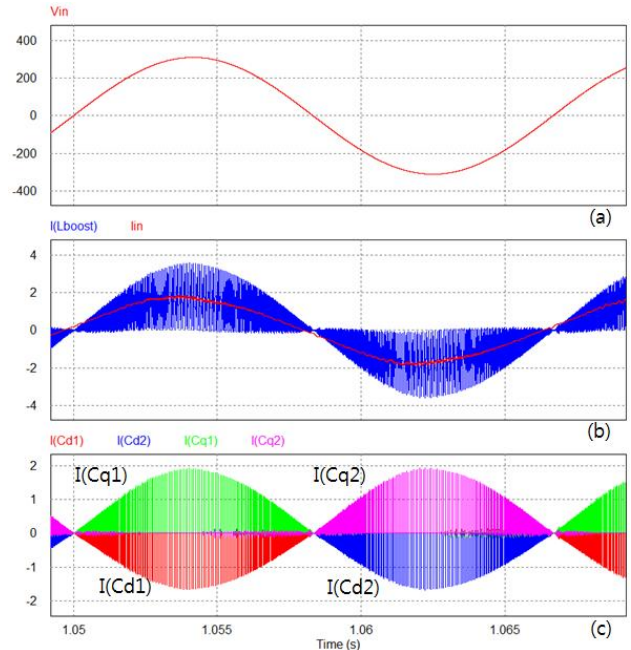 Vin
400
200
0
-200
-400
(a)
I(Lboost) Iin
4
2
0
-2
-4
(b)
I(Cd1) I(Cd2) I(Cq1) I(Cq2)
2
1
0
-1
-2
I(Cq1) I(Cq2)
I(Cd1) I(Cd2)
1.05 1.055 1.06 1.065
Time (s)
(c)